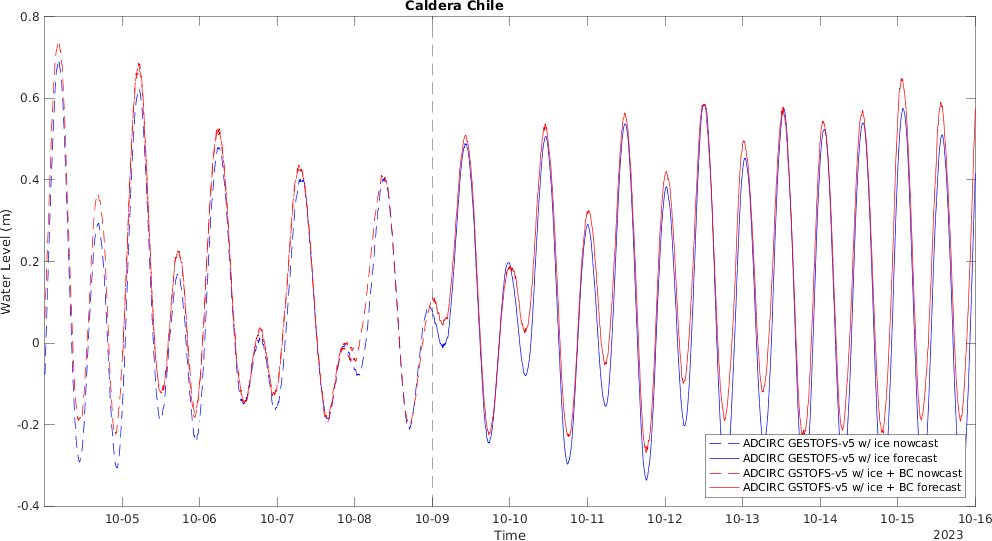 Caldera Chile
0.8
0.6
0.4
0.2
0
-0.2
-0.4
Water Level (m)
ADCIRC GESTOFS-v5 w/ ice nowcast
ADCIRC GESTOFS-v5 w/ ice forecast
ADCIRC GSTOFS-v5 w/ ice + BC nowcast
ADCIRC GSTOFS-v5 w/ ice + BC forecast
10-05 10-06 10-07 10-08 10-09 10-10 10-11 10-12 10-13 10-14 10-15 10-16
Time
2023